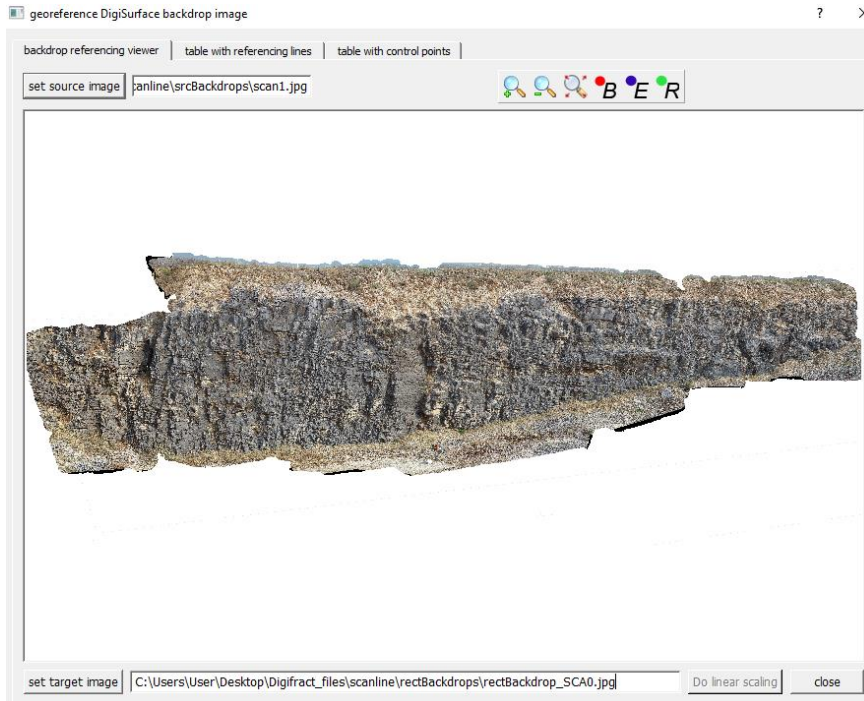 georeference DigiSurface backdrop image ?
backdrop referencing viewer table with referencing lines table with control points
set source image :anline\srcBackdrops\scan1.jpg B E R
set target image C:\Users\User\Desktop\Digifract_files\scanline\rectBackdrops\rectBackdrop_SCA0.jpg Do linear scaling close